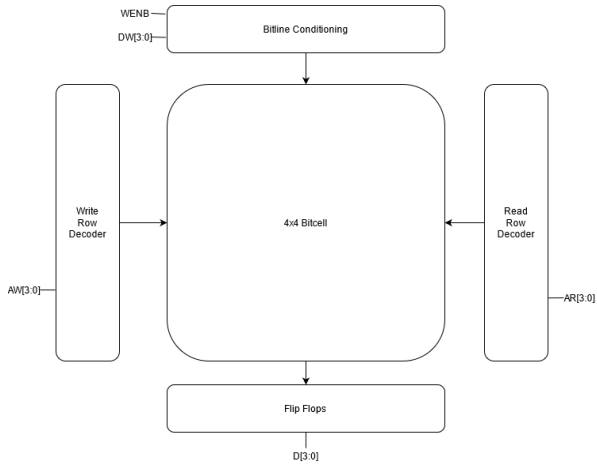 WENB
DW[3:0]
Bitline Conditioning
Write
Row
Decoder
4x4 Bitcell
Read
Row
Decoder
AW[3:0]
AR[3:0]
Flip Flops
D[3:0]